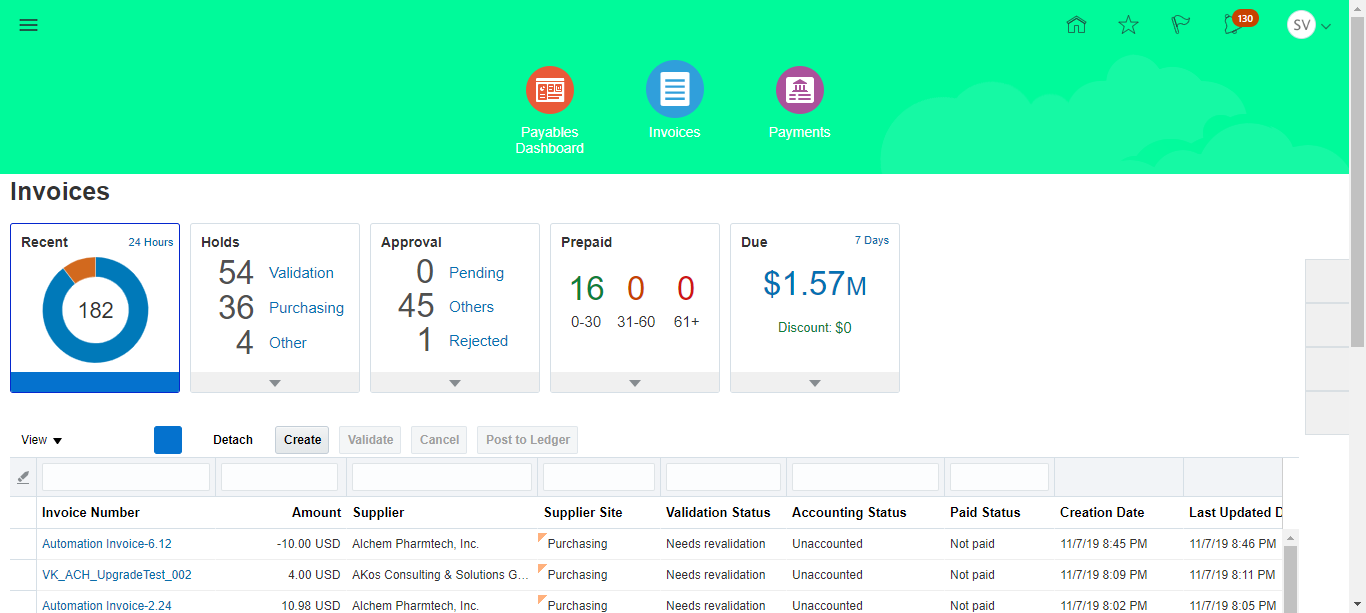 130
SV
Payables
Dashboard
Invoices
Payments
Invoices
Recent
24 Hours
182
Holds
54 Validation
36 Purchasing
4 Other
Approval
0 Pending
45 Others
1 Rejected
Prepaid
16 0 0
0-30 31-60 61+
Due
7 Days
$1.57M
Discount: $0
View Detach Create Validate Cancel Post to Ledger
Invoice Number Amount Supplier Supplier Site Validation Status Accounting Status Paid Status Creation Date Last Updated D
Automation Invoice-6.12 -10.00 USD Alchem Pharmtech, Inc. Purchasing Needs revalidation Unaccounted Not paid 11/7/19 8:45 PM 11/7/19 8:46 PM
VK_ACH_UpgradeTest_002 4.00 USD AKos Consulting & Solutions G... Purchasing Needs revalidation Unaccounted Not paid 11/7/19 8:09 PM 11/7/19 8:11 PM
Automation Invoice-2.24 10.98 USD Alchem Pharmtech, Inc. Purchasing Needs revalidation Unaccounted Not paid 11/7/19 8:02 PM 11/7/19 8:05 PM